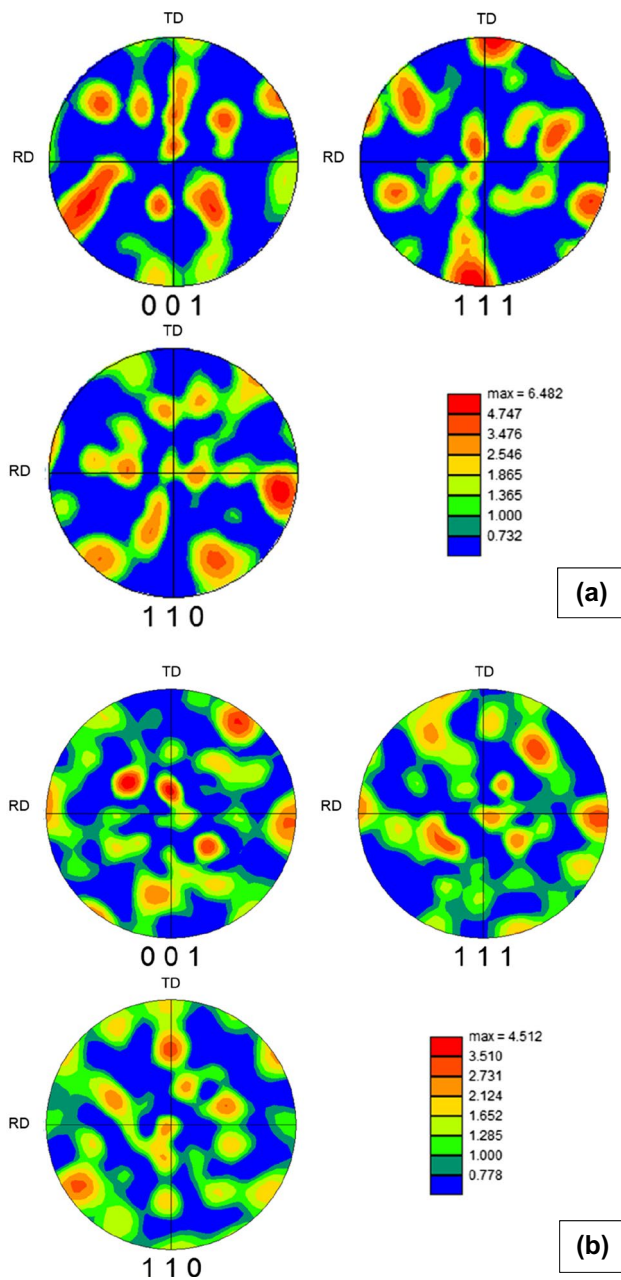 TD
TD
RD
RD
0 0 1
1 1 1
TD
RD
1 1 0
max = 6.482
4.747
3.476
2.546
1.865
1.365
1.000
0.732
(a)
TD
TD
RD
RD
0 0 1
1 1 1
TD
RD
1 1 0
max = 4.512
3.510
2.731
2.124
1.652
1.285
1.000
0.778
(b)